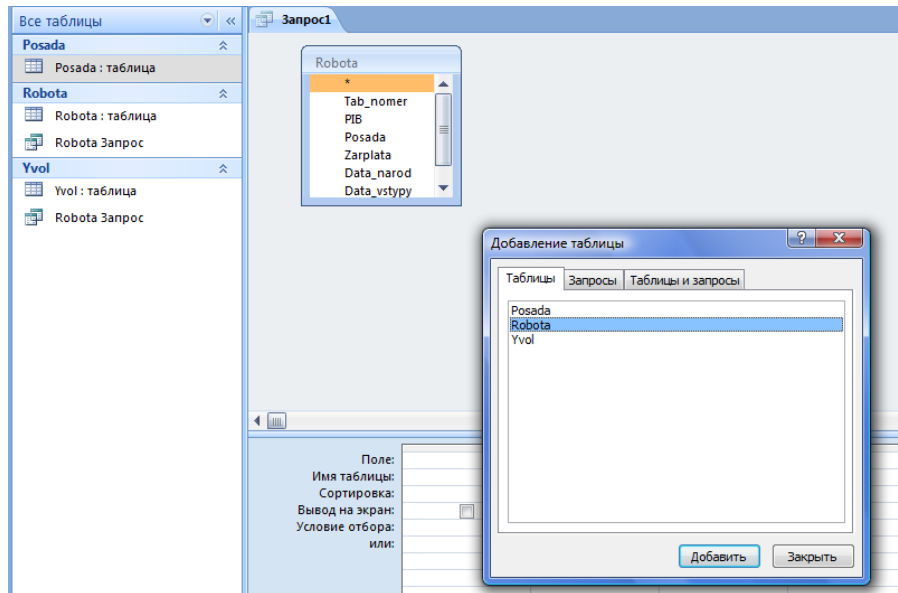 Все таблицы
Posada
Posada : таблица
Robota
Robota : таблица
Robota Запрос
Yvol
Yvol : таблица
Robota Запрос
Запрос1
Robota
*
Tab_nomer
PIB
Posada
Zarplata
Data_narod
Data_vstypy
Добавление таблицы
Таблицы Запросы Таблицы и запросы
Posada
Robota
Yvol
Добавить Закрыть
Поле:
Имя таблицы:
Сортировка:
Вывод на экран:
Условие отбора:
или: